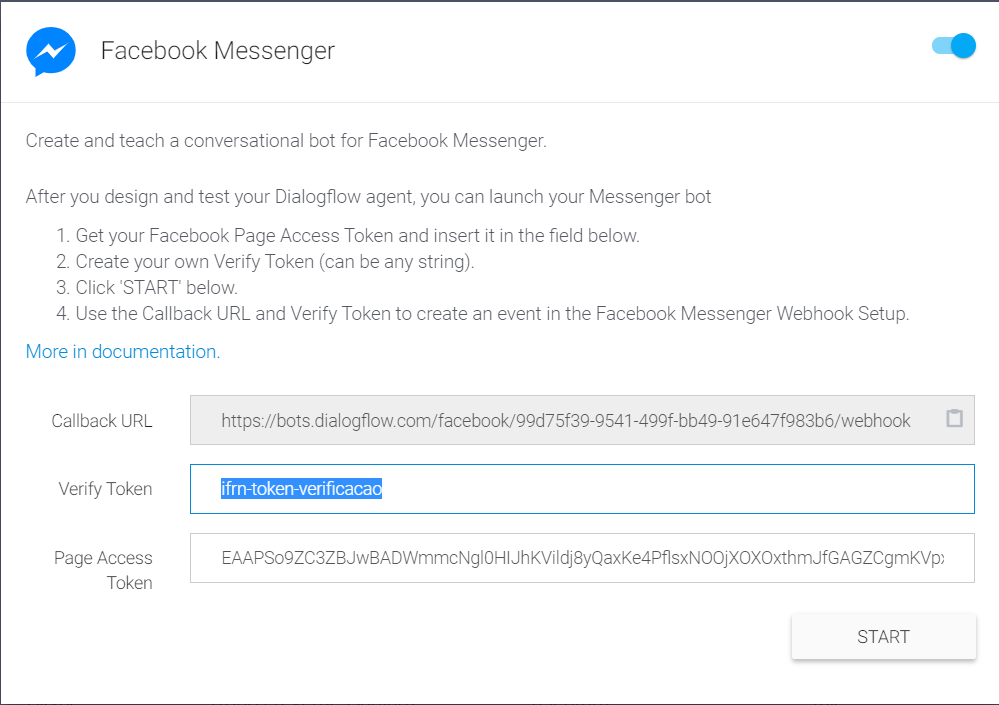 Facebook Messenger
Create and teach a conversational bot for Facebook Messenger.
After you design and test your Dialogflow agent, you can launch your Messenger bot
1. Get your Facebook Page Access Token and insert it in the field below.
2. Create your own Verify Token (can be any string).
3. Click 'START' below.
4. Use the Callback URL and Verify Token to create an event in the Facebook Messenger Webhook Setup.
More in documentation.
Callback URL
https://bots.dialogflow.com/facebook/99d75f39-9541-499f-bb49-91e647f983b6/webhook
Verify Token
ifrn-token-verificacao
Page Access
Token
START